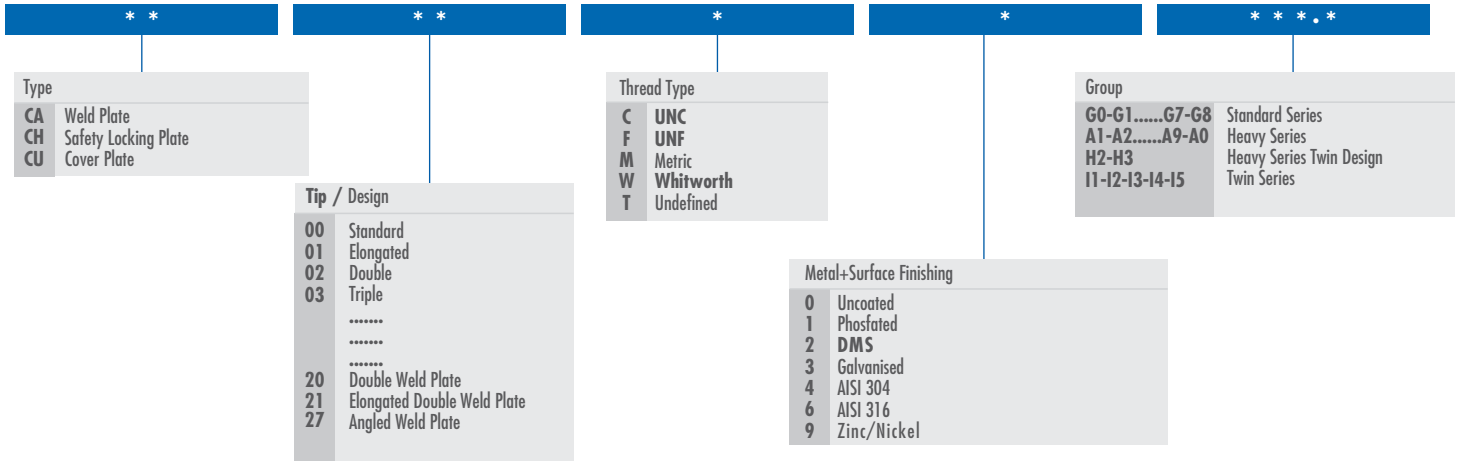 * * * * * * * * *.*
Type
CA Weld Plate
CH Safety Locking Plate
CU Cover Plate
Tip / Design
00 Standard
01 Elongated
02 Double
03 Triple
.......
.......
.......
20 Double Weld Plate
21 Elongated Double Weld Plate
27 Angled Weld Plate
Thread Type
C UNC
F UNF
M Metric
W Whitworth
T Undefined
Metal+Surface Finishing
0 Uncoated
1 Phosfated
2 DMS
3 Galvanised
4 AISI 304
6 AISI 316
9 Zinc/Nickel
Group
G0-G1......G7-G8 Standard Series
A1-A2......A9-A0 Heavy Series
H2-H3 Heavy Series Twin Design
I1-I2-I3-I4-I5 Twin Series